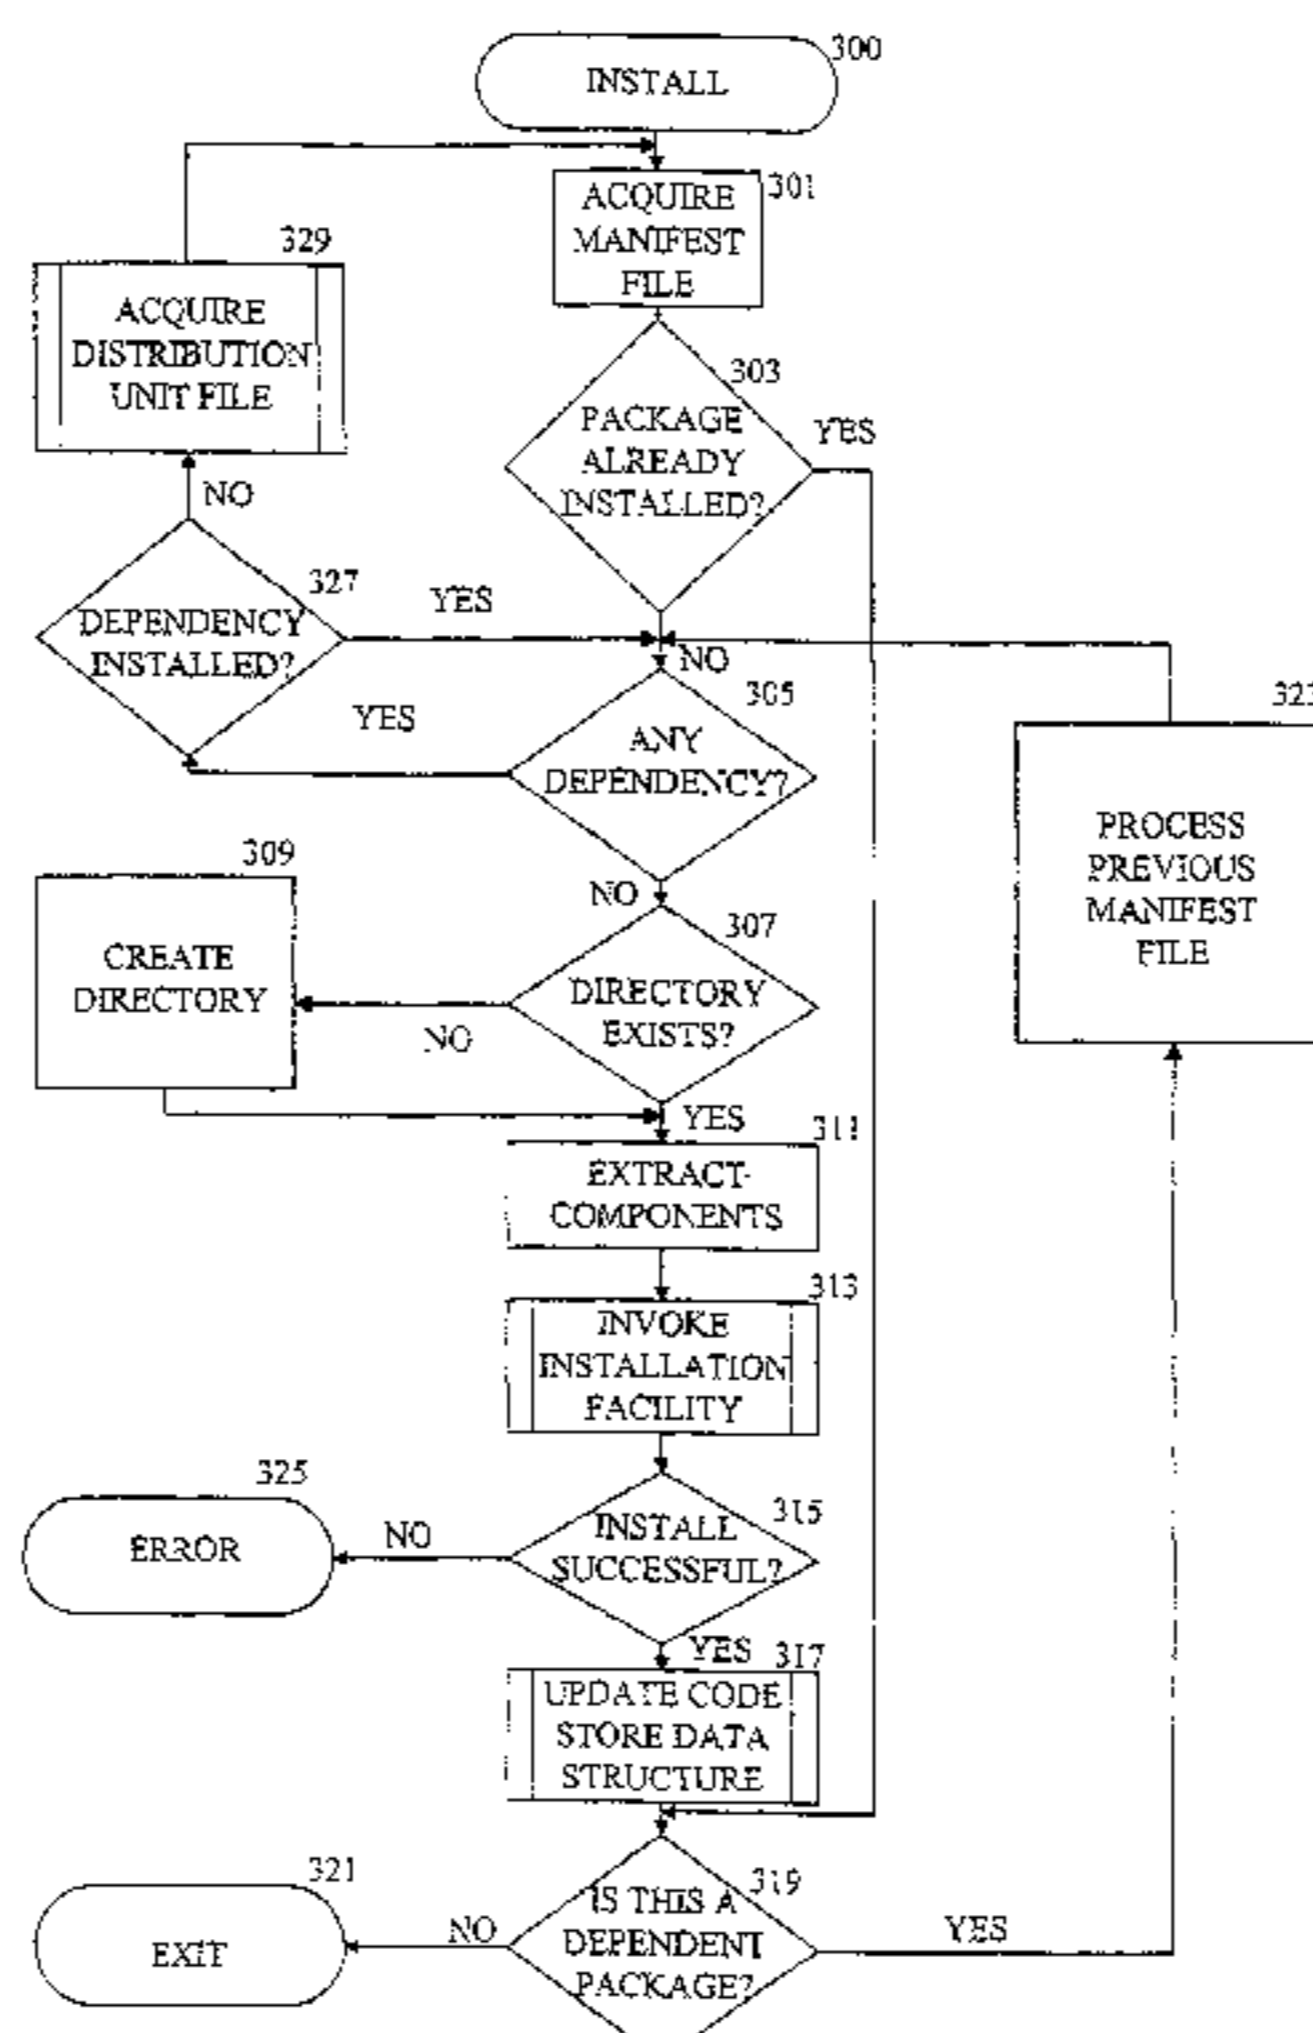 300
INSTALL
301
ACQUIRE
MANIFEST
FILE
329
ACQUIRE
DISTRIBUTION
UNIT FILE
303
PACKAGE
ALREADY
INSTALLED?
YES
NO
327
DEPENDENCY
INSTALLED?
YES
NO
305
ANY
DEPENDENCY?
YES
323
PROCESS
PREVIOUS
MANIFEST
FILE
NO
309
CREATE
DIRECTORY
307
DIRECTORY
EXISTS?
NO
YES
311
EXTRACT
COMPONENTS
313
INVOKE
INSTALLATION
FACILITY
325
ERROR
NO
315
INSTALL
SUCCESSFUL?
YES
317
UPDATE CODE
STORE DATA
STRUCTURE
321
EXIT
NO
319
IS THIS A
DEPENDENT
PACKAGE?
YES